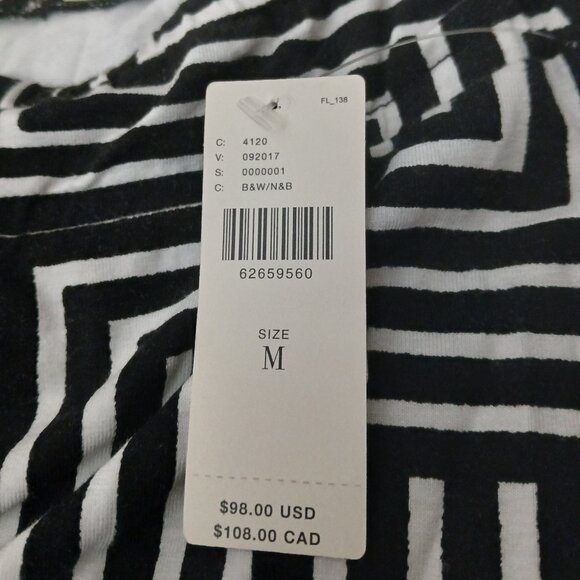 FL_138
C: 4120
V: 092017
S: 0000001
C: B&W/N&B
62659560
SIZE
M
$98.00 USD
$108.00 CAD